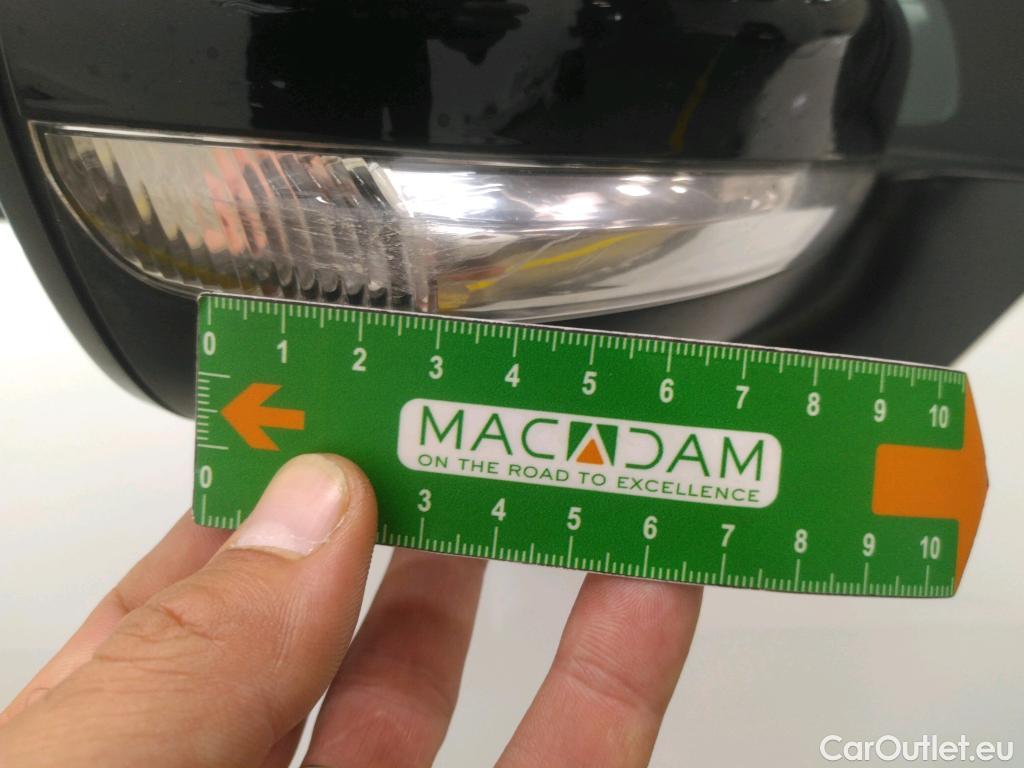 0 1 2 3 4 5 6 7 8 9 10
MACADAM
ON THE ROAD TO EXCELLENCE
0 3 4 5 6 7 8 9 10
CarOutlet.eu